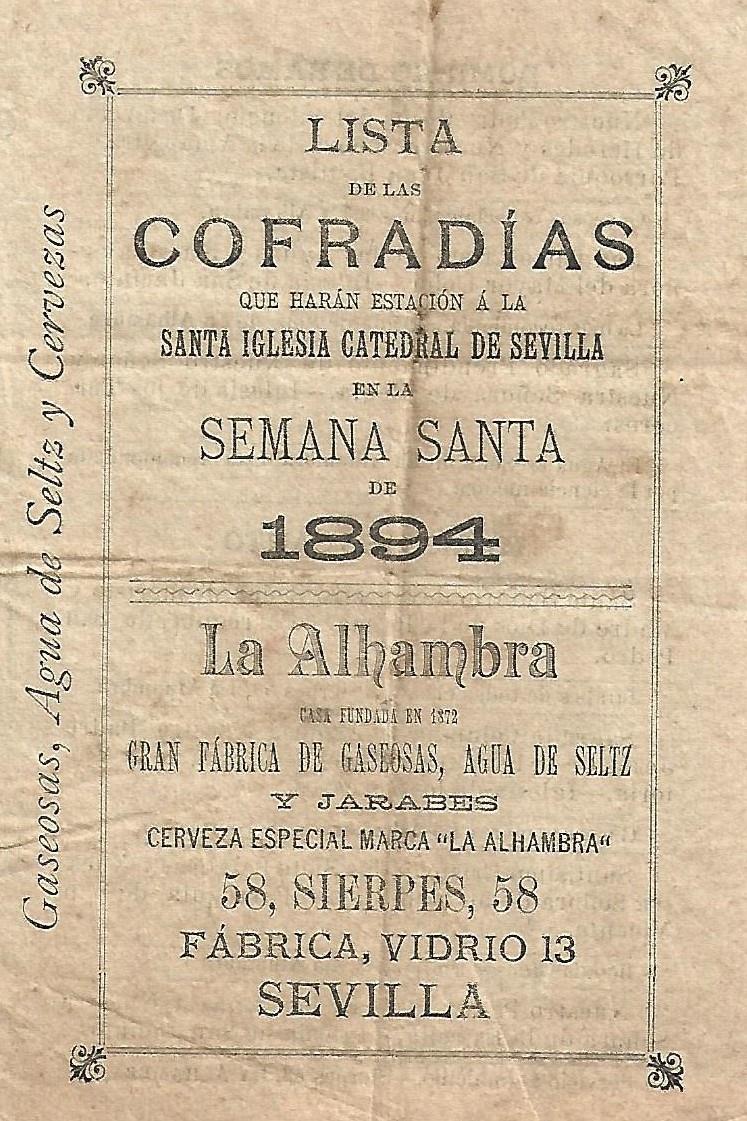 LISTA
DE LAS
COFRADÍAS
QUE HARÁN ESTACIÓN Á LA
SANTA IGLESIA CATEDRAL DE SEVILLA
EN LA
SEMANA SANTA
DE
1894
La Alhambra
CASA FUNDADA EN 1872
GRAN FÁBRICA DE GASEOSAS, AGUA DE SELTZ
Y JARABES
CERVEZA ESPECIAL MARCA "LA ALHAMBRA"
58, SIERPES, 58
FÁBRICA, VIDRIO 13
SEVILLA
Gaseosas, Agua de Seltz y Cervezas